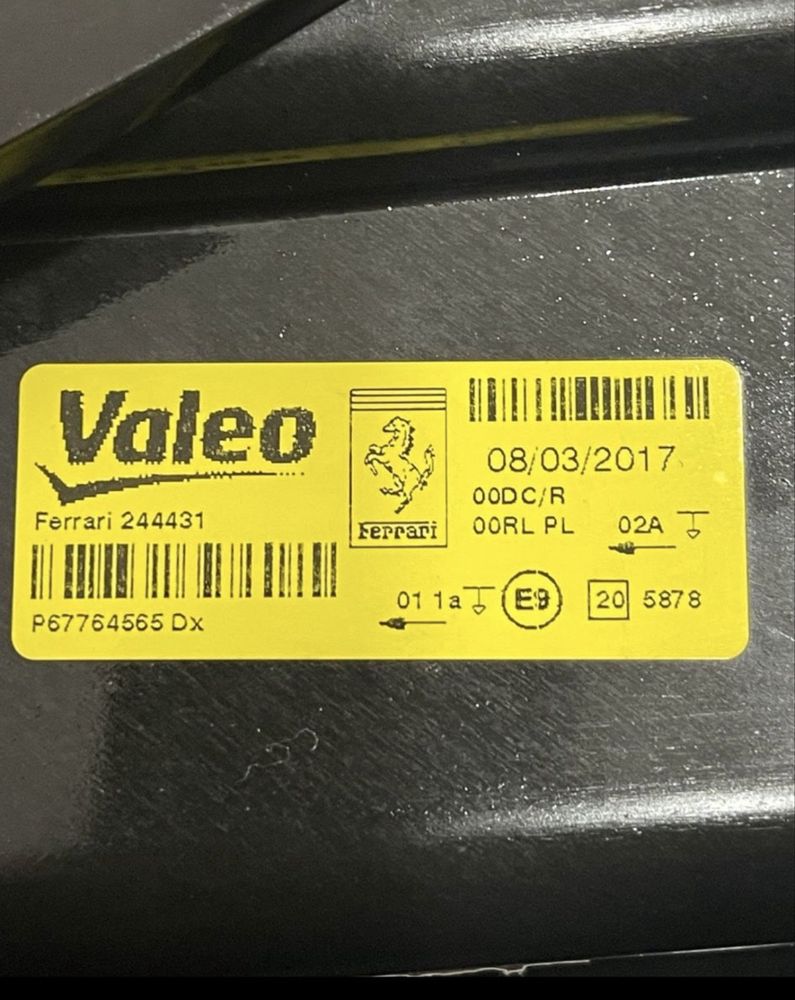 Valeo
Ferrari 244431
P67764565 Dx
Ferrari
08/03/2017
00DC/R
00RL PL 02A
01 1a E9 20 5878